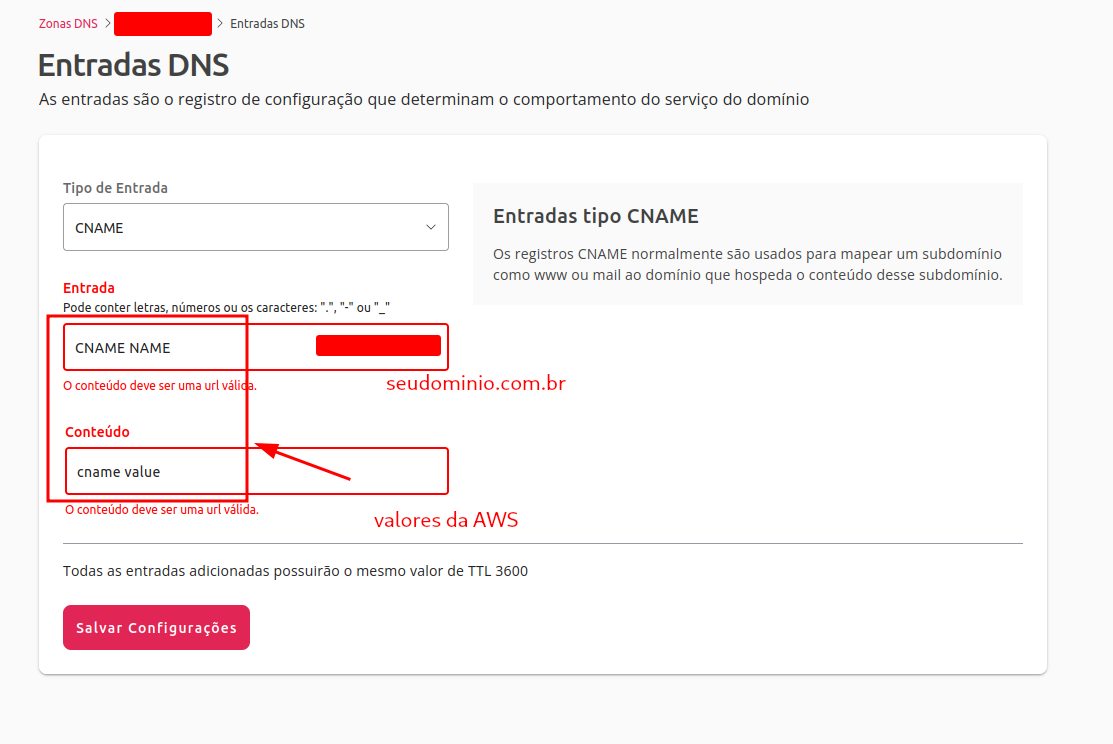 Zonas DNS > > Entradas DNS
Entradas DNS
As entradas são o registro de configuração que determinam o comportamento do serviço do domínio
Tipo de Entrada
CNAME
Entradas tipo CNAME
Os registros CNAME normalmente são usados para mapear um subdomínio
como www ou mail ao domínio que hospeda o conteúdo desse subdomínio.
Entrada
Pode conter letras, números ou os caracteres: ".", "-" ou "_"
CNAME NAME
O conteúdo deve ser uma url válida.
seudominio.com.br
Conteúdo
cname value
O conteúdo deve ser uma url válida.
valores da AWS
Todas as entradas adicionadas possuirão o mesmo valor de TTL 3600
Salvar Configurações